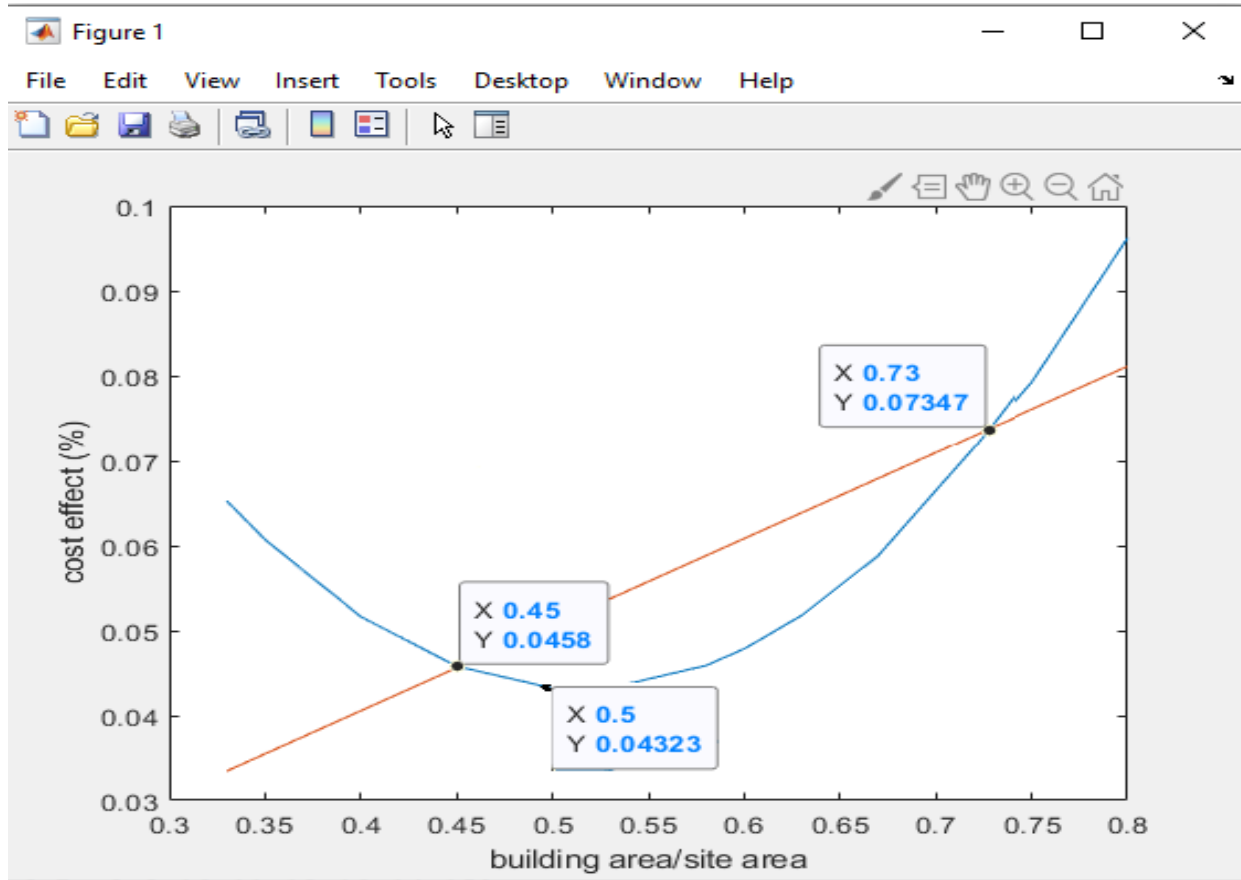 Figure 1
File Edit View Insert Tools Desktop Window Help
0.1
0.09
0.08
0.07
0.06
0.05
0.04
0.03
cost effect (%)
X 0.73
Y 0.07347
X 0.45
Y 0.0458
X 0.5
Y 0.04323
0.3 0.35 0.4 0.45 0.5 0.55 0.6 0.65 0.7 0.75 0.8
building area/site area